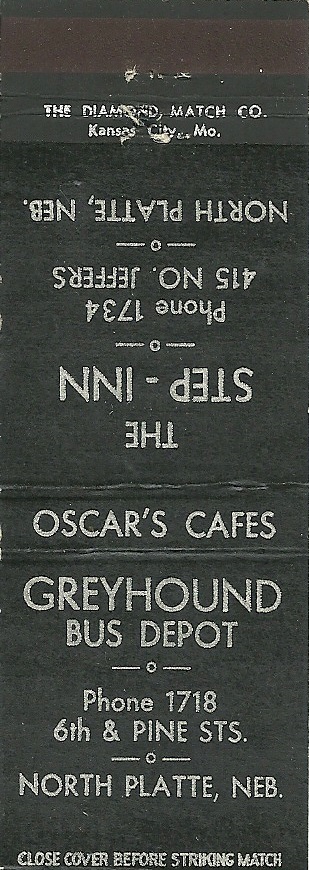 THE DIAMOND MATCH CO.
Kansas City, Mo.
THE
STEP-INN
Phone 1734
415 NO. JEFFERS
NORTH PLATTE, NEB.
OSCAR'S CAFES
GREYHOUND
BUS DEPOT
Phone 1718
6th & PINE STS.
NORTH PLATTE, NEB.
CLOSE COVER BEFORE STRIKING MATCH